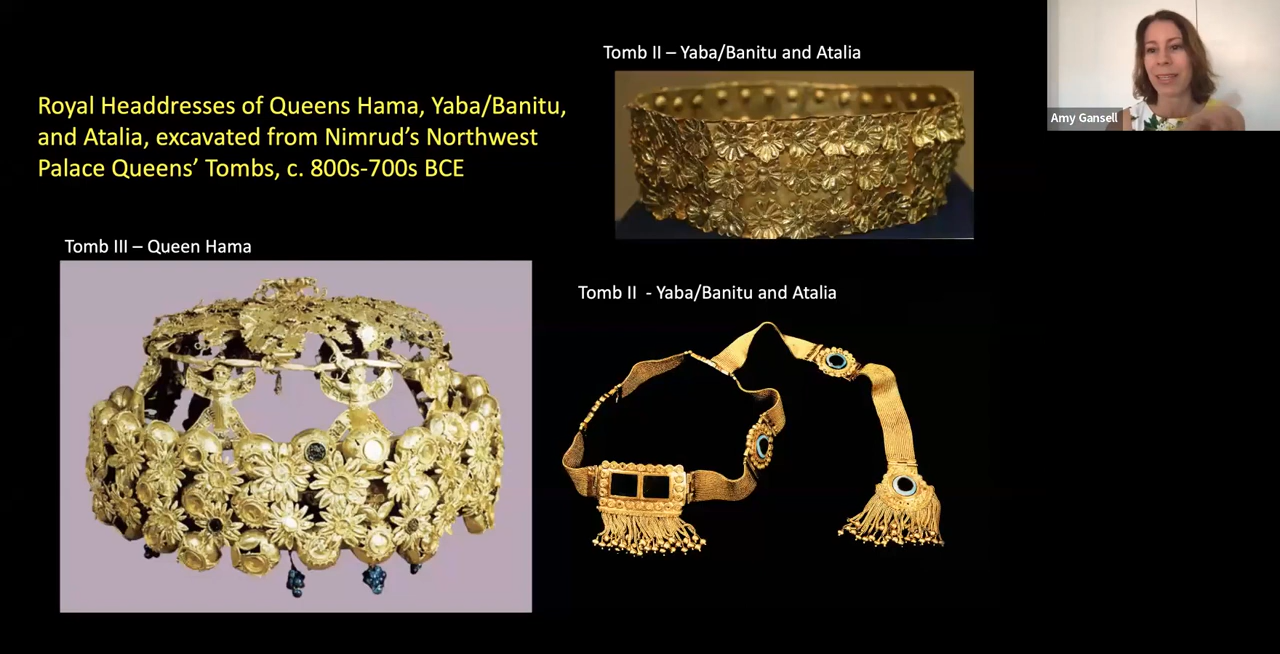 Royal Headdresses of Queens Hama, Yaba/Banitu,
and Atalia, excavated from Nimrud's Northwest
Palace Queens' Tombs, c. 800s-700s BCE
Tomb II – Yaba/Banitu and Atalia
Amy Gansell
Tomb III – Queen Hama
Tomb II - Yaba/Banitu and Atalia